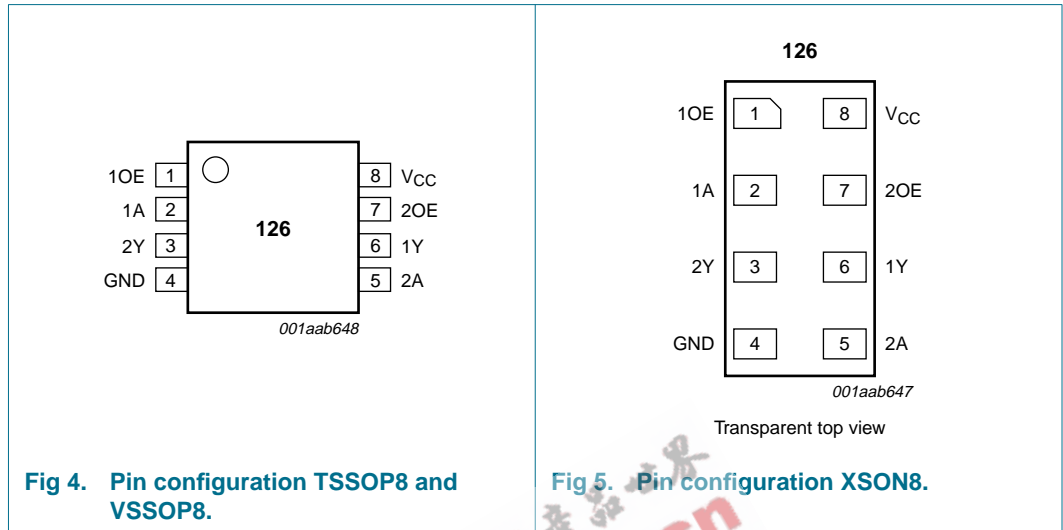 1OE 1
1A 2
2Y 3
GND 4
126
8 VCC
7 2OE
6 1Y
5 2A
001aab648
Fig 4. Pin configuration TSSOP8 and
VSSOP8.
126
1OE 1 8 VCC
1A 2 7 2OE
2Y 3 6 1Y
GND 4 5 2A
001aab647
Transparent top view
Fig 5. Pin configuration XSON8.